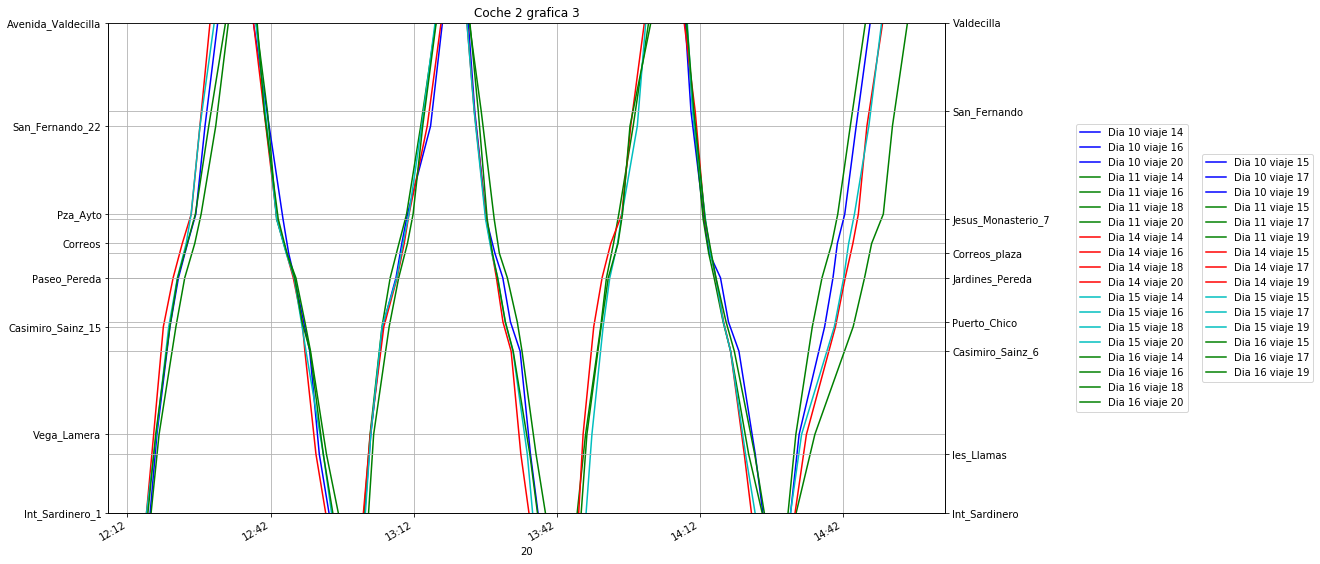 Coche 2 grafica 3
Avenida_Valdecilla
San_Fernando_22
Pza_Ayto
Correos
Paseo_Pereda
Casimiro_Sainz_15
Vega_Lamera
Int_Sardinero_1
Valdecilla
San_Fernando
Jesus_Monasterio_7
Correos_plaza
Jardines_Pereda
Puerto_Chico
Casimiro_Sainz_6
Ies_Llamas
Int_Sardinero
12:12
12:42
13:12
13:42
14:12
14:42
20
Dia 10 viaje 14
Dia 10 viaje 16
Dia 10 viaje 20
Dia 11 viaje 14
Dia 11 viaje 16
Dia 11 viaje 18
Dia 11 viaje 20
Dia 14 viaje 14
Dia 14 viaje 16
Dia 14 viaje 18
Dia 14 viaje 20
Dia 15 viaje 14
Dia 15 viaje 16
Dia 15 viaje 18
Dia 15 viaje 20
Dia 16 viaje 14
Dia 16 viaje 16
Dia 16 viaje 18
Dia 16 viaje 20
Dia 10 viaje 15
Dia 10 viaje 17
Dia 10 viaje 19
Dia 11 viaje 15
Dia 11 viaje 17
Dia 11 viaje 19
Dia 14 viaje 15
Dia 14 viaje 17
Dia 14 viaje 19
Dia 15 viaje 15
Dia 15 viaje 17
Dia 15 viaje 19
Dia 16 viaje 15
Dia 16 viaje 17
Dia 16 viaje 19